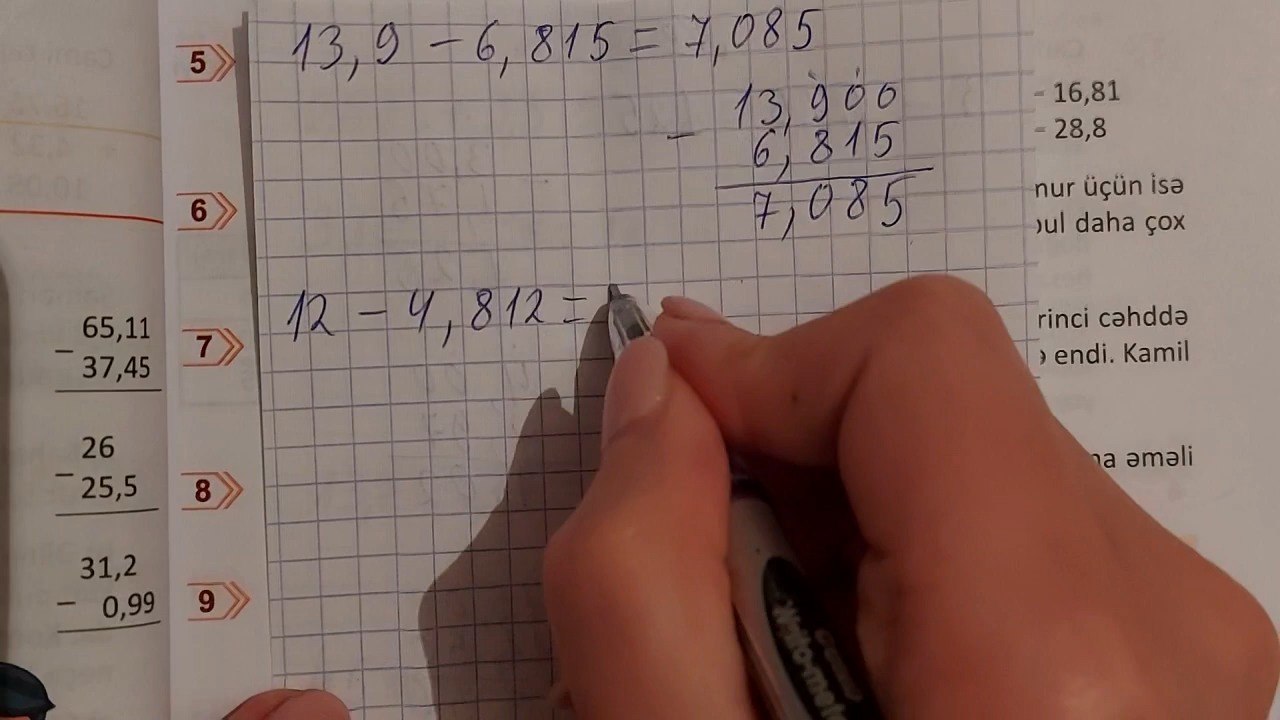 13,9 - 6,815 = 7,085
13,900
- 6,815
7,085
12 - 4,812 =
5
6
7
8
9
65,11
- 37,45
26
- 25,5
31,2
- 0,99
- 16,81
- 28,8
nur üçün isə
pul daha çox
rinci cəhddə
endi. Kamil
əməli